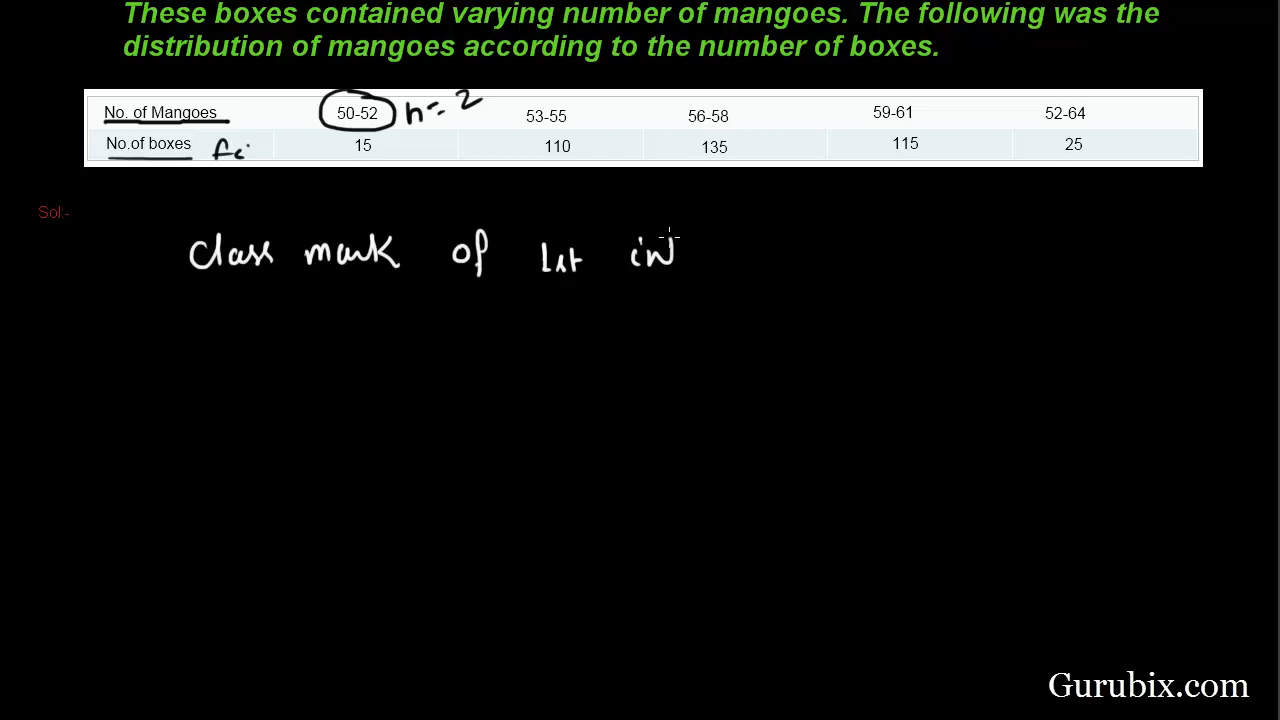 These boxes contained varying number of mangoes. The following was the
distribution of mangoes according to the number of boxes.
No. of Mangoes 50-52 h = 2 53-55 56-58 59-61 52-64
No.of boxes fi 15 110 135 115 25
Sol:-
Class mark of 1st in
Gurubix.com